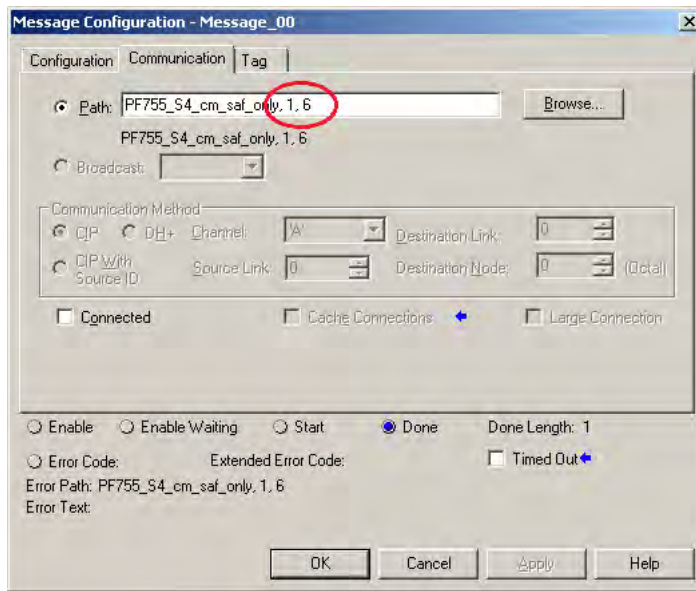 Message Configuration - Message_00
Configuration Communication Tag
Path: PF755_S4_cm_saf_only, 1, 6 Browse...
PF755_S4_cm_saf_only, 1, 6
Broadcast:
Communication Method
CIP DH+ Channel: 'A' Destination Link: 0
CIP With Source ID Source Link: 0 Destination Node: 0 (Octal)
Connected Cache Connections Large Connection
Enable Enable Waiting Start Done Done Length: 1
Error Code: Extended Error Code: Timed Out
Error Path: PF755_S4_cm_saf_only, 1, 6
Error Text:
OK Cancel Apply Help